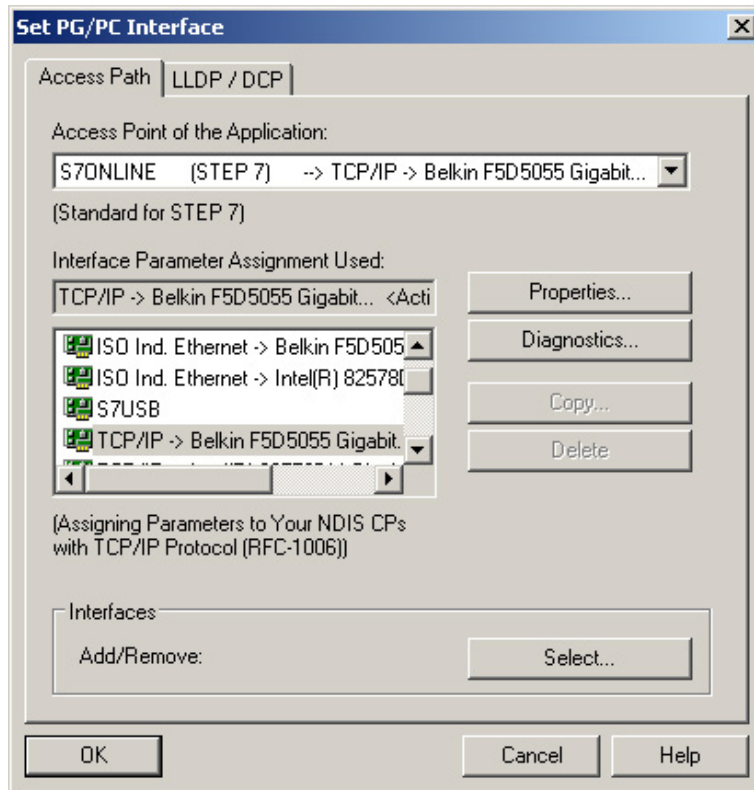 Set PG/PC Interface
Access Path
LLDP / DCP
Access Point of the Application:
S7ONLINE (STEP 7) --> TCP/IP -> Belkin F5D5055 Gigabit...
(Standard for STEP 7)
Interface Parameter Assignment Used:
TCP/IP -> Belkin F5D5055 Gigabit... <Acti
Properties...
Diagnostics...
ISO Ind. Ethernet -> Belkin F5D505
ISO Ind. Ethernet -> Intel(R) 82578D
S7USB
TCP/IP -> Belkin F5D5055 Gigabit.
Copy...
Delete
(Assigning Parameters to Your NDIS CPs
with TCP/IP Protocol (RFC-1006))
Interfaces
Add/Remove:
Select...
OK
Cancel
Help